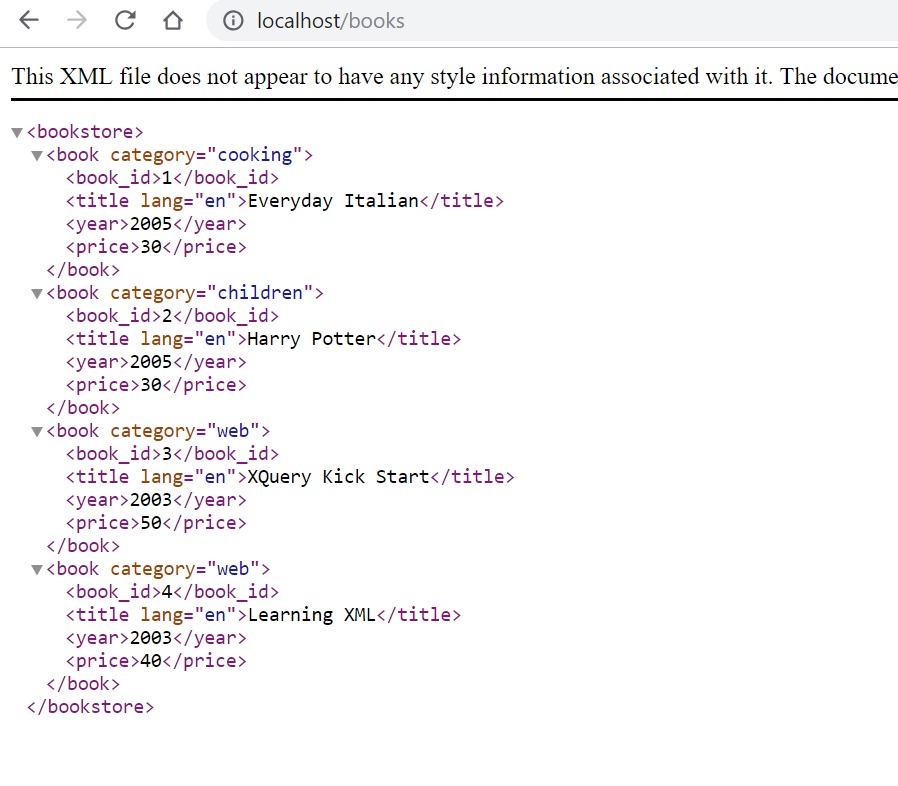 localhost/books
This XML file does not appear to have any style information associated with it. The docume
<bookstore>
<book category="cooking">
<book_id>1</book_id>
<title lang="en">Everyday Italian</title>
<year>2005</year>
<price>30</price>
</book>
<book category="children">
<book_id>2</book_id>
<title lang="en">Harry Potter</title>
<year>2005</year>
<price>30</price>
</book>
<book category="web">
<book_id>3</book_id>
<title lang="en">XQuery Kick Start</title>
<year>2003</year>
<price>50</price>
</book>
<book category="web">
<book_id>4</book_id>
<title lang="en">Learning XML</title>
<year>2003</year>
<price>40</price>
</book>
</bookstore>